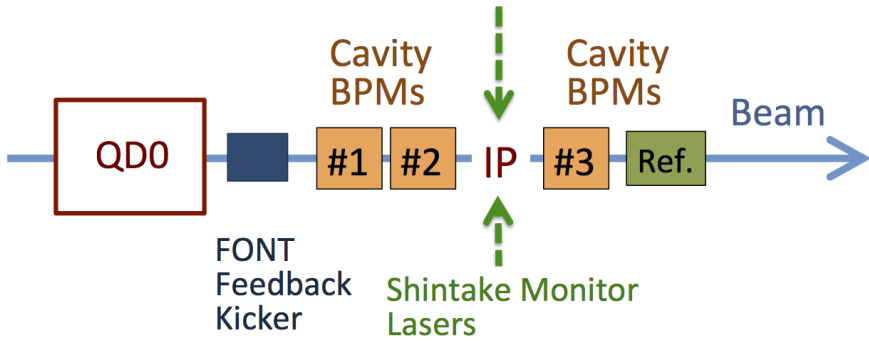 Cavity
BPMs
Cavity
BPMs
Beam
QD0
#1
#2
IP
#3
Ref.
FONT
Feedback
Kicker
Shintake Monitor
Lasers